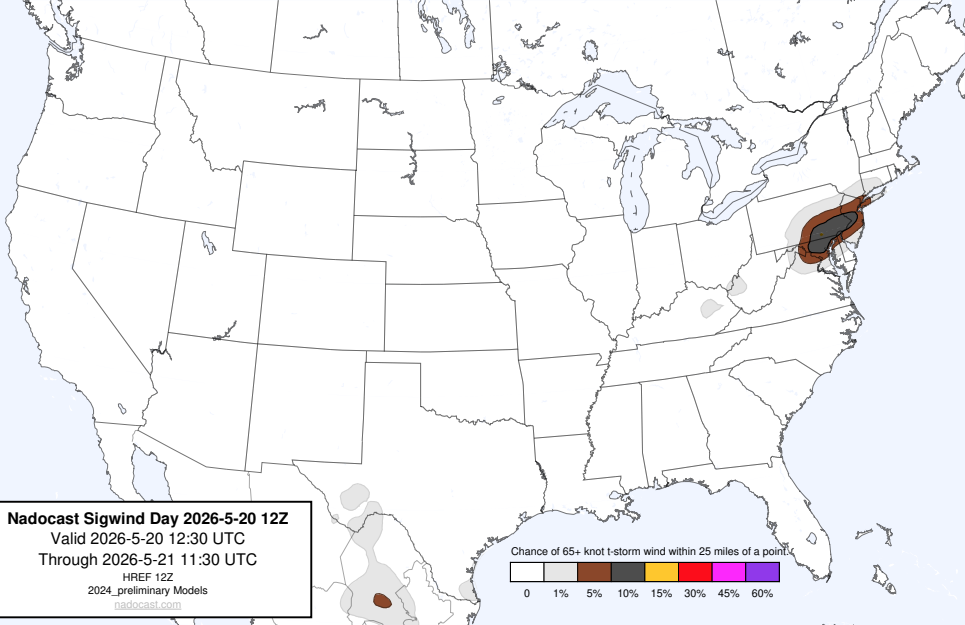 Nadocast Sigwind Day 2026-5-20 12Z
Valid 2026-5-20 12:30 UTC
Through 2026-5-21 11:30 UTC
HREF 12Z
2024_preliminary Models
nadocast.com
Chance of 65+ knot t-storm wind within 25 miles of a point.
0 1% 5% 10% 15% 30% 45% 60%